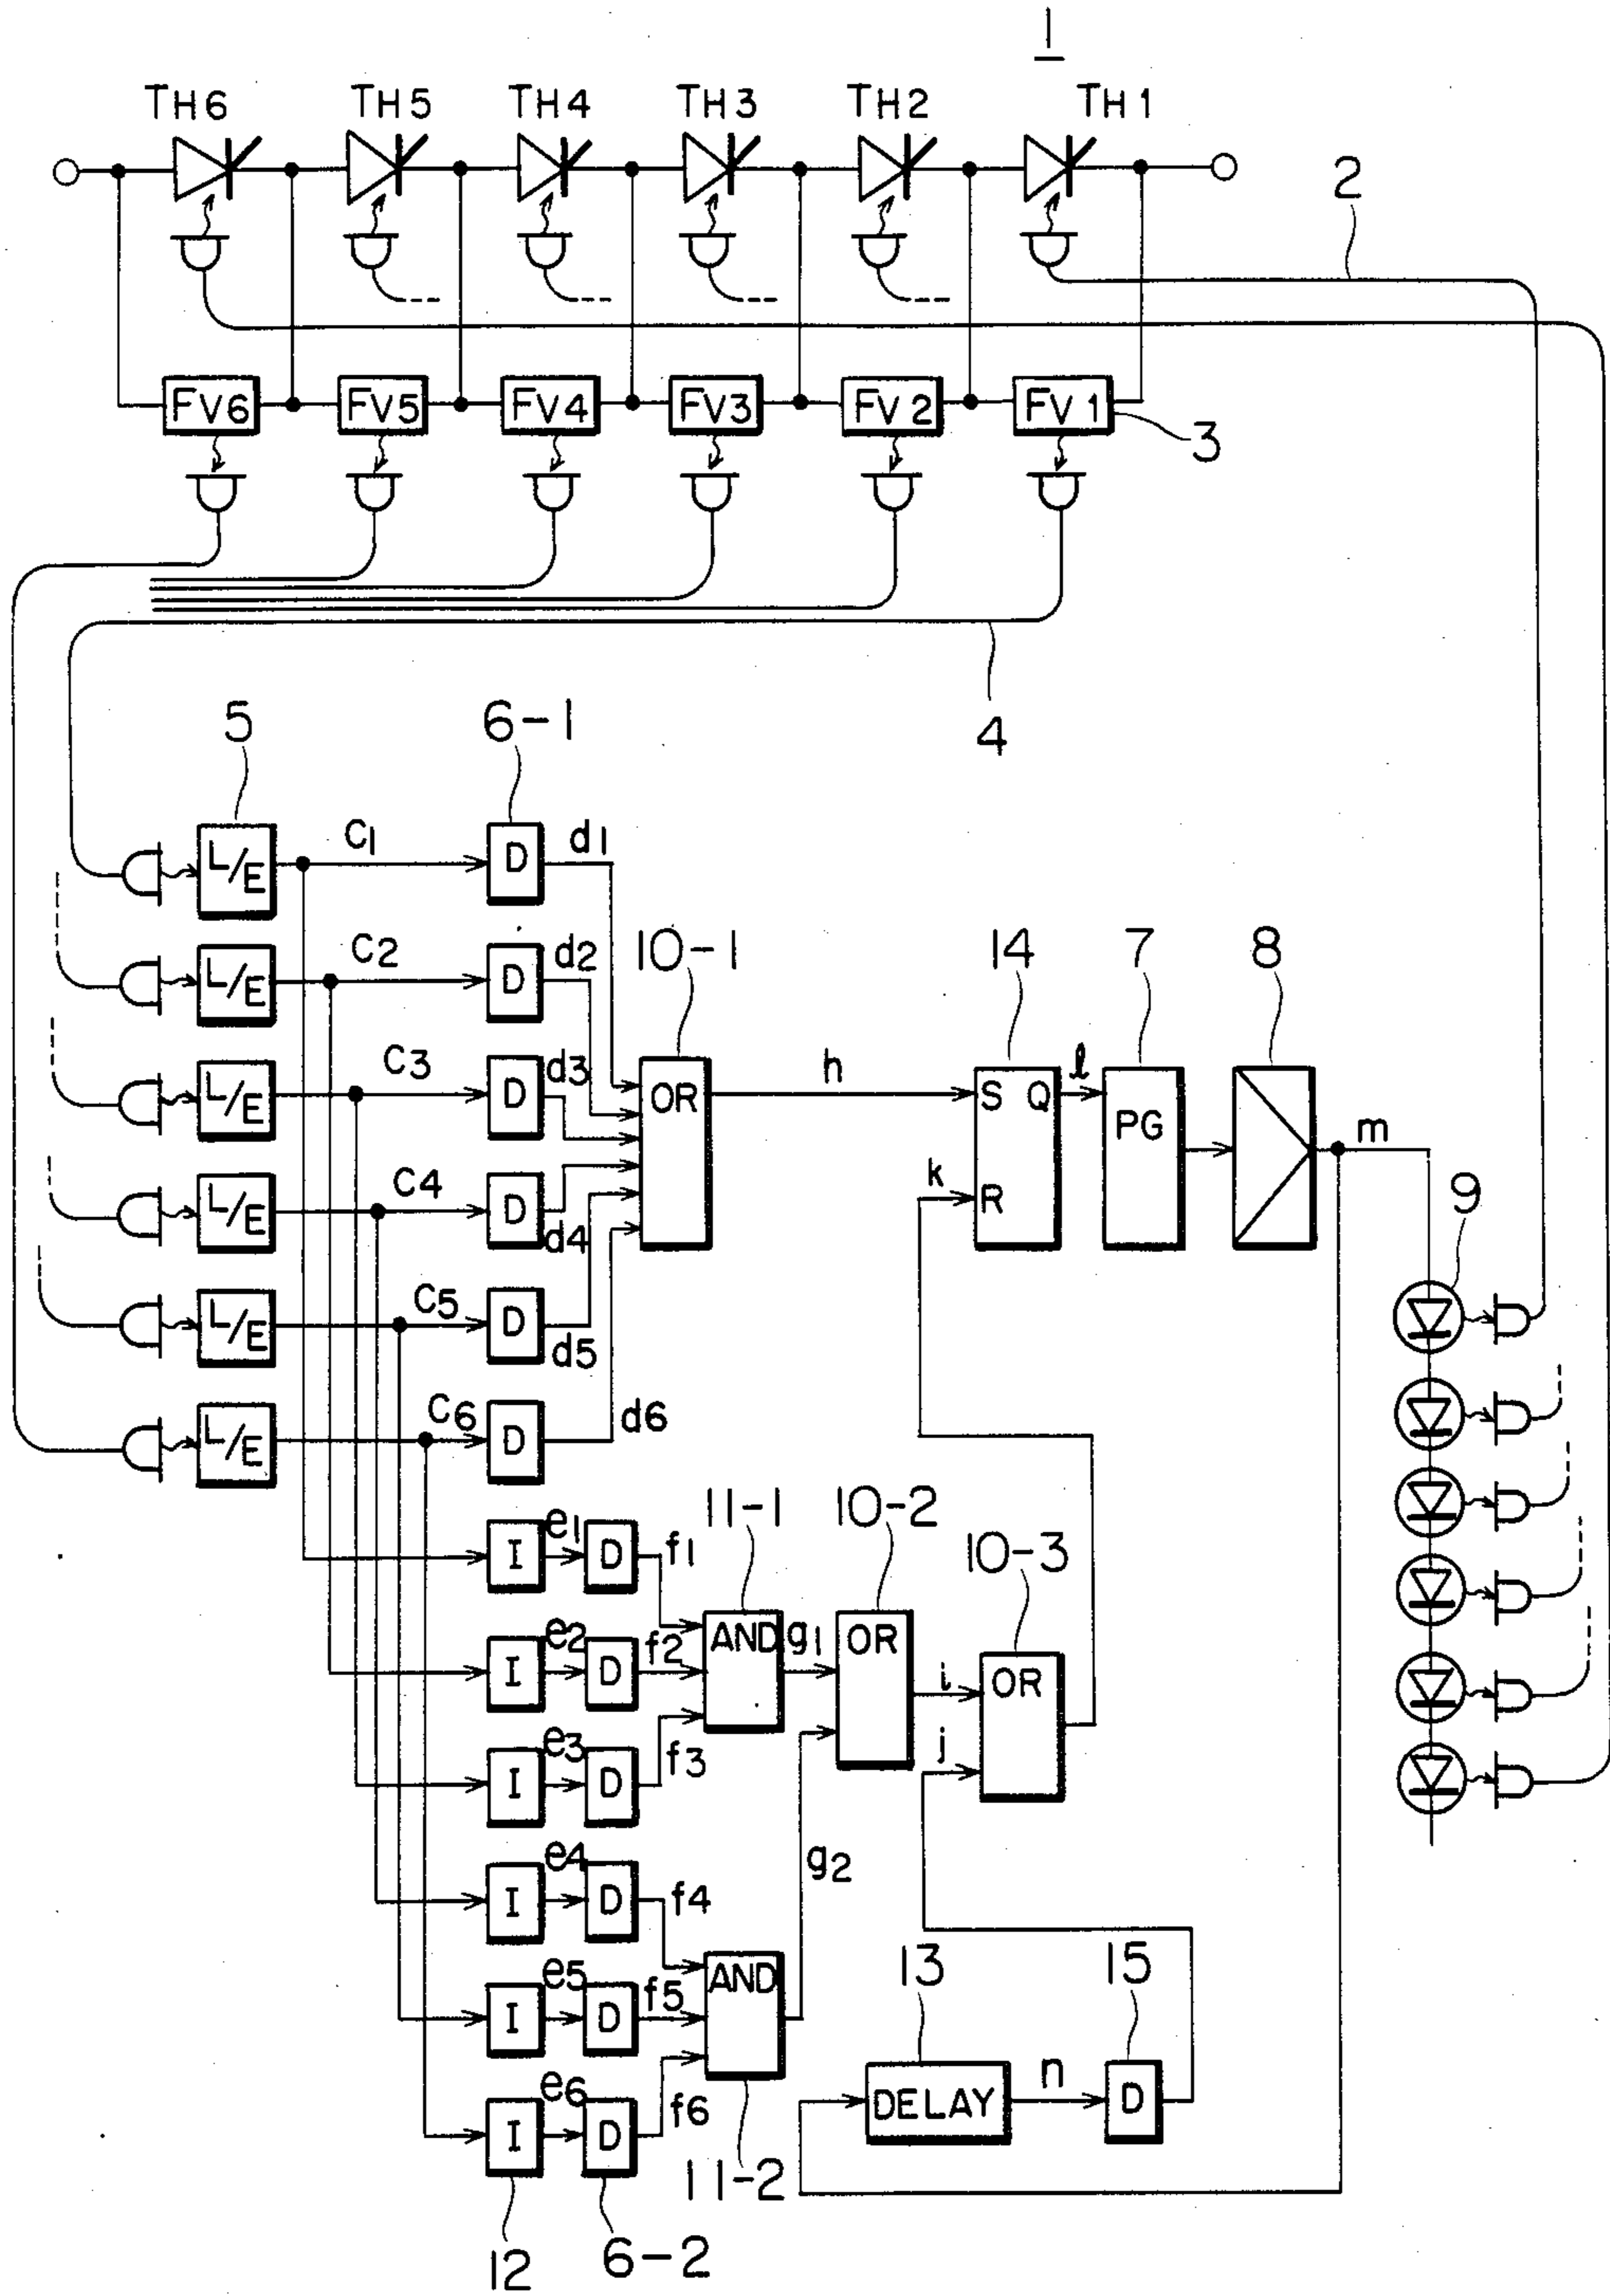 1
TH6 TH5 TH4 TH3 TH2 TH1
2
FV6 FV5 FV4 FV3 FV2 FV1
3
4
5 6-1
L/E C1 D d1
L/E C2 D d2 10-1 14 7 8
L/E C3 D d3 OR h S Q l PG m
L/E C4 D d4 k R 9
L/E C5 D d5
L/E C6 D d6
11-1 10-2 10-3
I e1 D f1
I e2 D f2 AND g1 OR i OR
I e3 D f3 j
I e4 D f4 g2
I e5 D f5 AND 13 15
I e6 D f6 DELAY n D
11-2
12 6-2